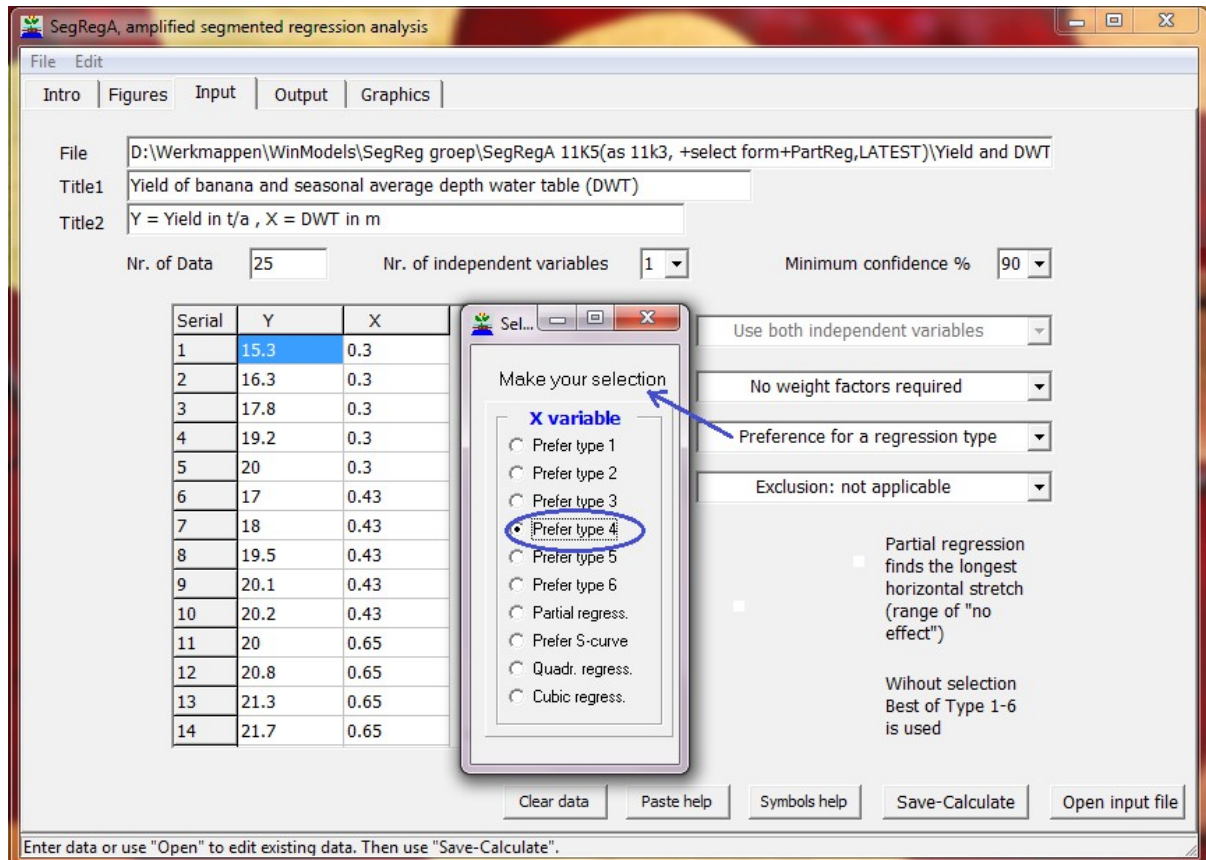 SegRegA, amplified segmented regression analysis
File Edit
Intro Figures Input Output Graphics
File D:\Werkmappen\WinModels\SegReg groep\SegRegA 11K5(as 11k3, +select form+PartReg,LATEST)\Yield and DWT
Title1 Yield of banana and seasonal average depth water table (DWT)
Title2 Y = Yield in t/a , X = DWT in m
Nr. of Data 25 Nr. of independent variables 1 Minimum confidence % 90
Serial Y X
1 15.3 0.3
2 16.3 0.3
3 17.8 0.3
4 19.2 0.3
5 20 0.3
6 17 0.43
7 18 0.43
8 19.5 0.43
9 20.1 0.43
10 20.2 0.43
11 20 0.65
12 20.8 0.65
13 21.3 0.65
14 21.7 0.65
Sel...
Make your selection
X variable
Prefer type 1
Prefer type 2
Prefer type 3
Prefer type 4
Prefer type 5
Prefer type 6
Partial regress.
Prefer S-curve
Quadr. regress.
Cubic regress.
Use both independent variables
No weight factors required
Preference for a regression type
Exclusion: not applicable
Partial regression
finds the longest
horizontal stretch
(range of "no
effect")
Wihout selection
Best of Type 1-6
is used
Clear data Paste help Symbols help Save-Calculate Open input file
Enter data or use "Open" to edit existing data. Then use "Save-Calculate".